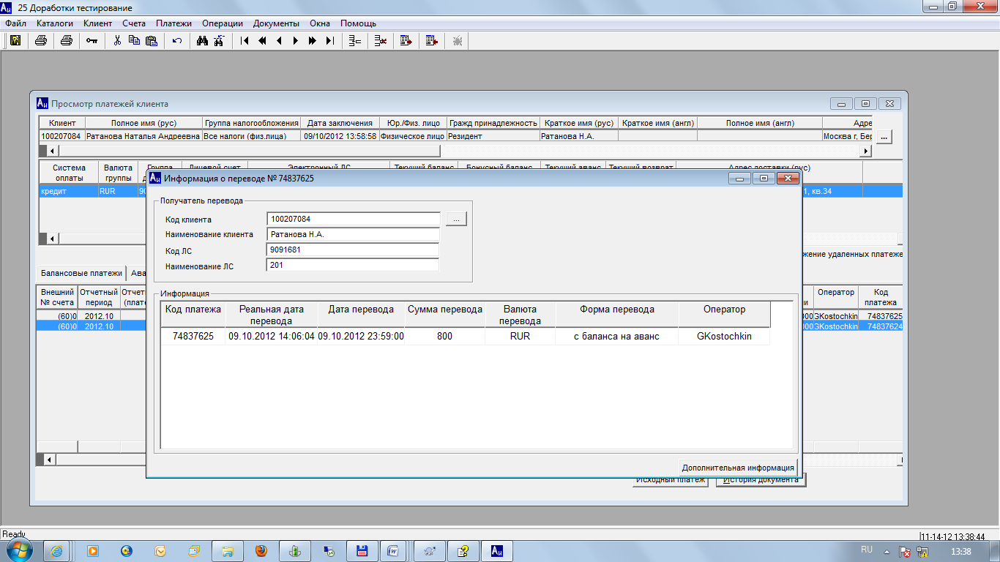 25 Доработки тестирование
Файл Каталоги Клиент Счета Платежи Операции Документы Окна Помощь
Просмотр платежей клиента
Клиент Полное имя (рус) Группа налогообложения Дата заключения Юр./Физ. лицо Гражд принадлежность Краткое имя (рус) Краткое имя (англ) Полное имя (англ) Адре
100207084 Ратанова Наталья Андреевна Все налоги (физ.лица) 09/10/2012 13:58:58 Физическое лицо Резидент Ратанова Н.А. Москва г, Бер ...
Система оплаты Валюта группы Группа Лицевой счет Электронный ЛС Текущий баланс Бонусный баланс Текущий аванс Текущий возврат Адрес доставки (рус)
кредит RUR 90 1, кв.34
Информация о переводе № 74837625
Получатель перевода
Код клиента 100207084 ...
Наименование клиента Ратанова Н.А.
Код ЛС 9091681
Наименование ЛС 201
жение удаленных платеже
Балансовые платежи Ава
Внешний № счета Отчетный период Отчет (плате Оператор Код платежа
(60)0 2012.10 000 GKostochkin 74837625
(60)0 2012.10 00 GKostochkin 74837624
Информация
Код платежа Реальная дата перевода Дата перевода Сумма перевода Валюта перевода Форма перевода Оператор
74837625 09.10.2012 14:06:04 09.10.2012 23:59:00 800 RUR с баланса на аванс GKostochkin
Дополнительная информация
Исходный платеж История документа
Ready 11-14-12 13:38:44
RU 13:38